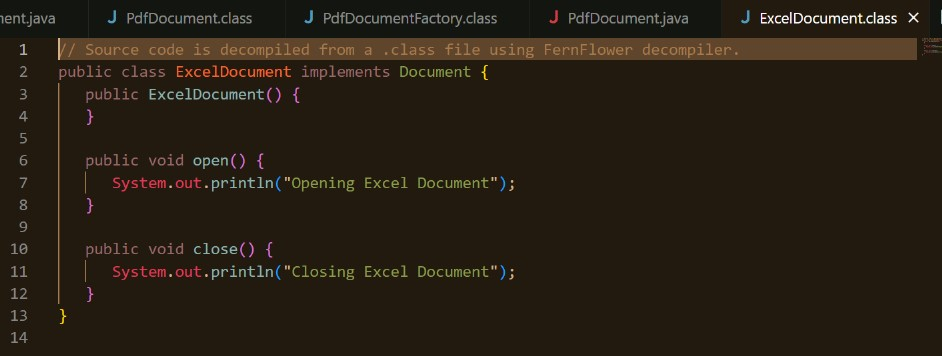 ent.java PdfDocument.class PdfDocumentFactory.class PdfDocument.java ExcelDocument.class
1 // Source code is decompiled from a .class file using FernFlower decompiler.
2 public class ExcelDocument implements Document {
3 public ExcelDocument() {
4 }
5
6 public void open() {
7 System.out.println("Opening Excel Document");
8 }
9
10 public void close() {
11 System.out.println("Closing Excel Document");
12 }
13 }
14